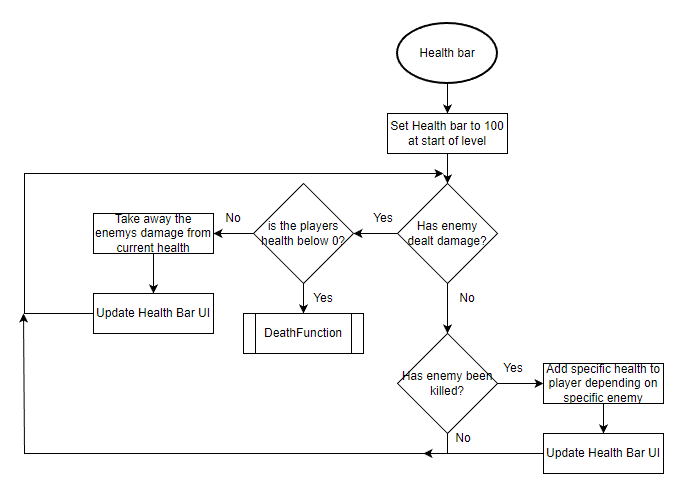 Health bar
Set Health bar to 100
at start of level
Has enemy
dealt damage?
Yes
is the players
health below 0?
No
Take away the
enemys damage from
current health
Update Health Bar UI
Yes
DeathFunction
No
Has enemy been
killed?
Yes
Add specific health to
player depending on
specific enemy
No
Update Health Bar UI